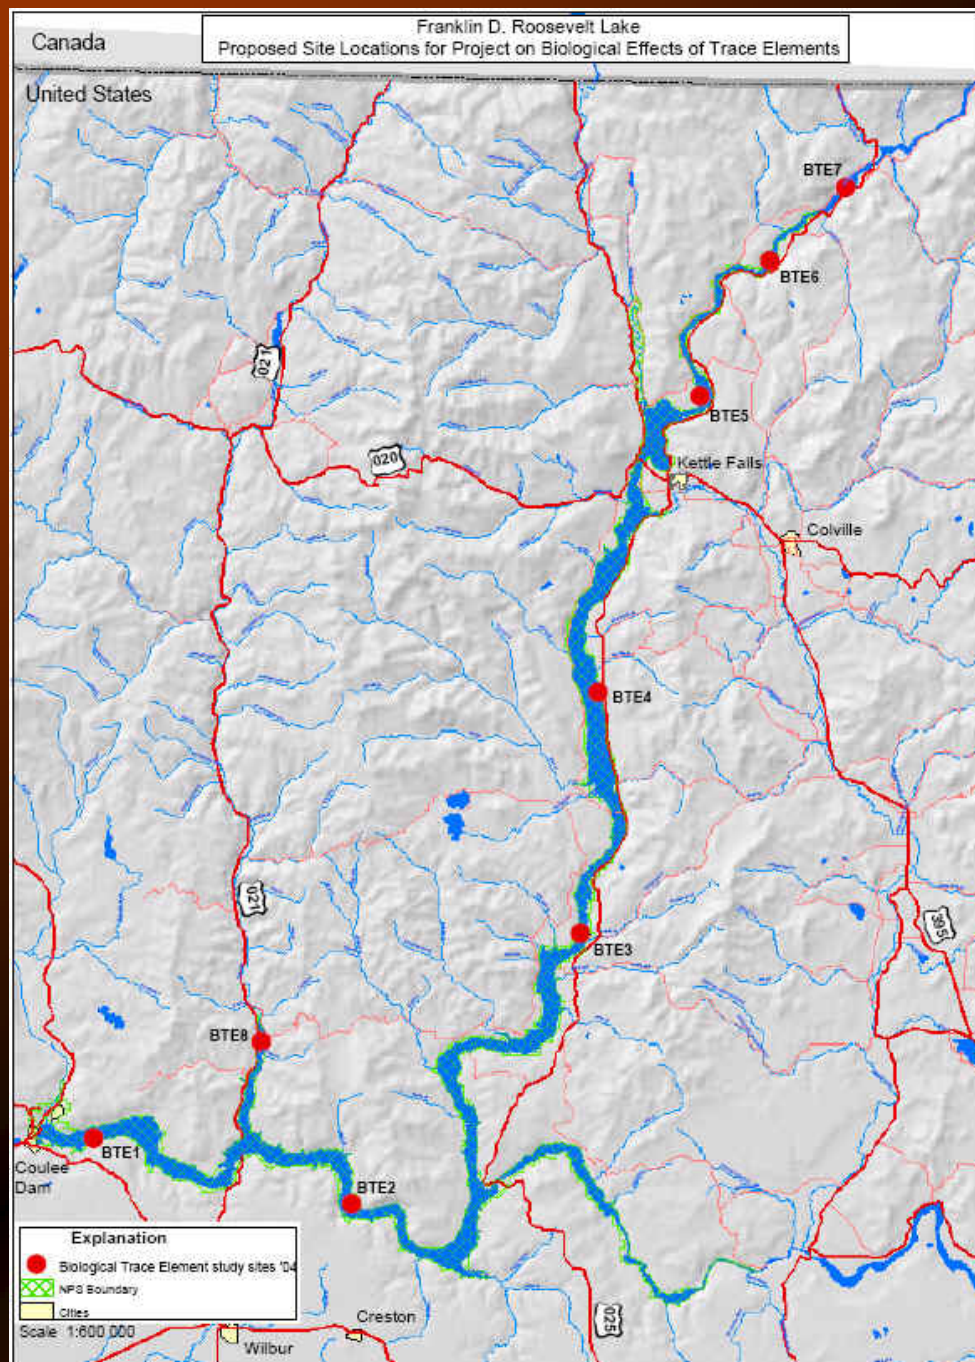 Franklin D. Roosevelt Lake
Proposed Site Locations for Project on Biological Effects of Trace Elements
Canada
United States
BTE7
BTE6
021
BTE5
020
Kettle Falls
Colville
BTE4
021
395
BTE3
BTE8
BTE1
Coulee
Dam
BTE2
Explanation
Biological Trace Element study sites '04
NPS Boundary
Cities
Scale 1:600 000
Creston
025
Wilbur